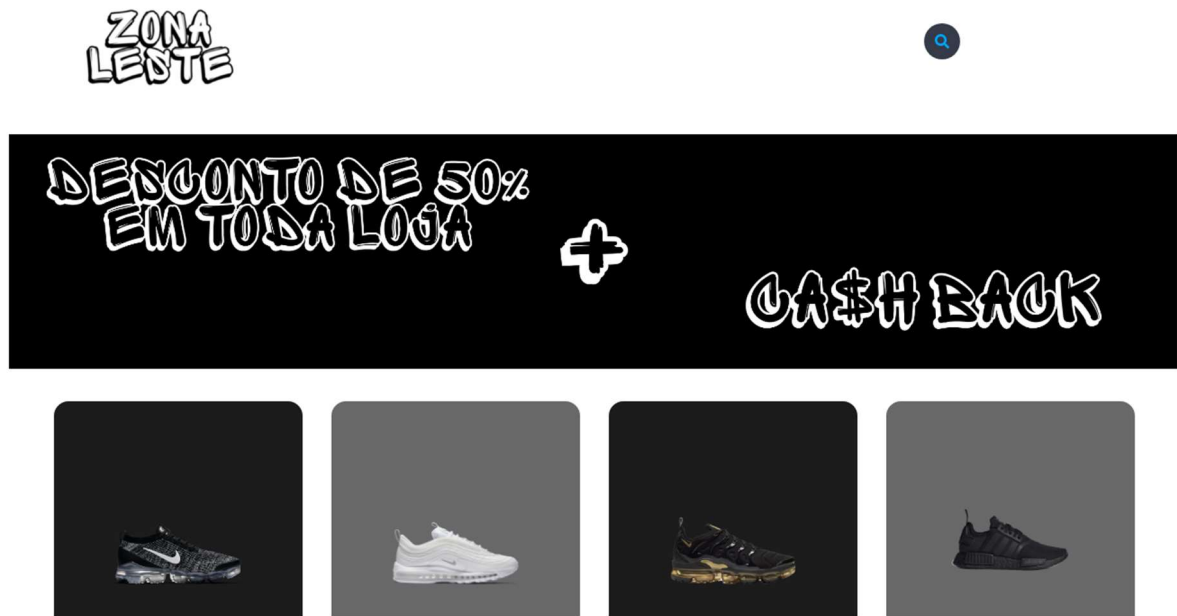 ZONA
LESTE
DESCONTO DE 50%
EM TODA LOJA
+
CA$H BACK